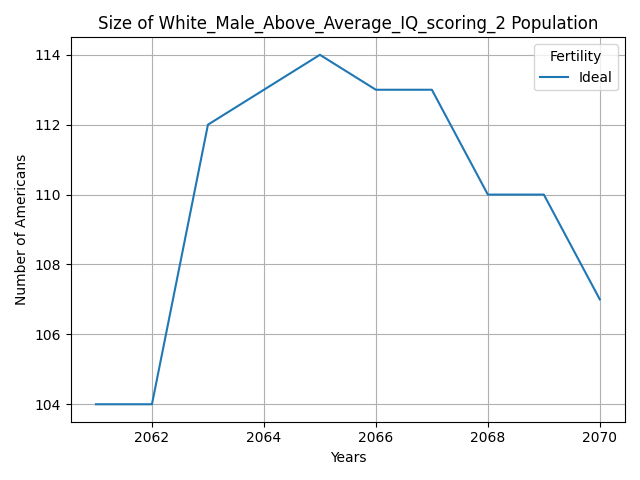 Size of White_Male_Above_Average_IQ_scoring_2 Population
Fertility
Ideal
Number of Americans
114
112
110
108
106
104
2062 2064 2066 2068 2070
Years